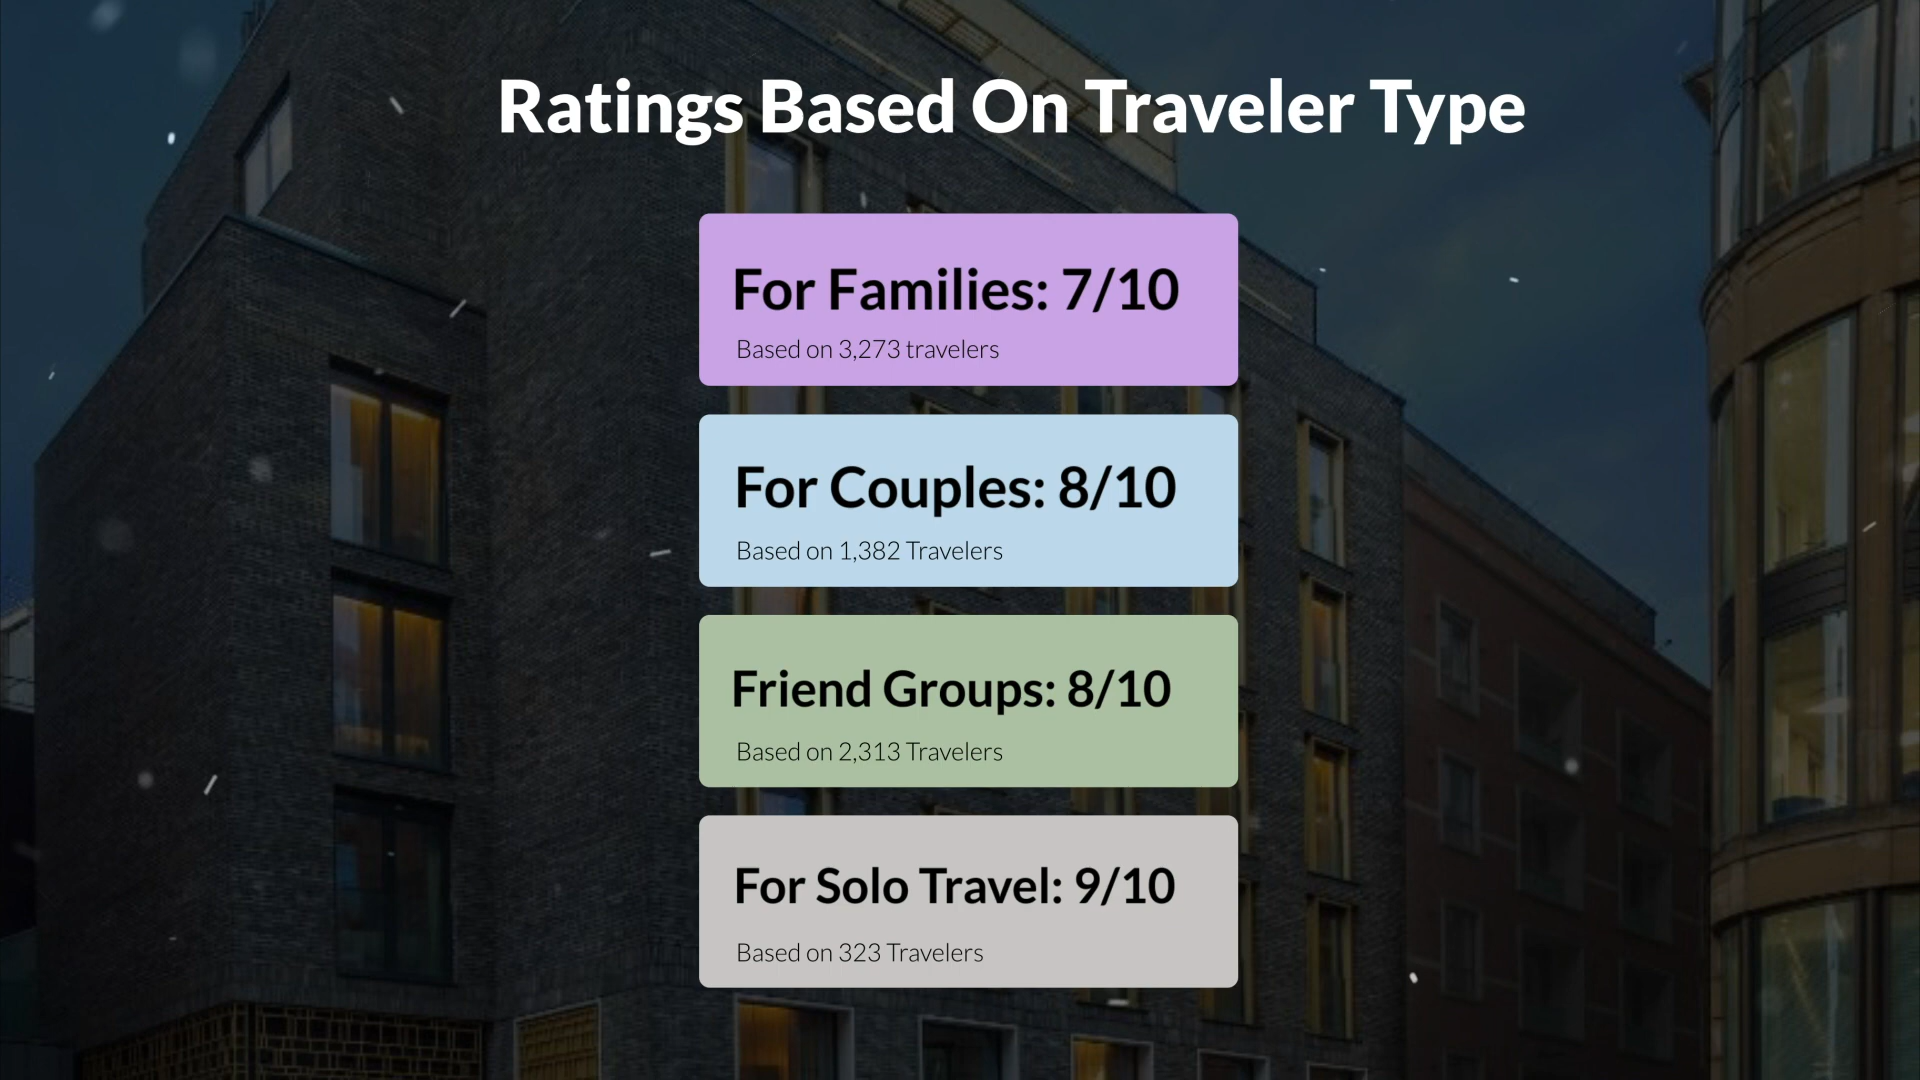 Ratings Based On Traveler Type
For Families: 7/10
Based on 3,273 travelers
For Couples: 8/10
Based on 1,382 Travelers
Friend Groups: 8/10
Based on 2,313 Travelers
For Solo Travel: 9/10
Based on 323 Travelers